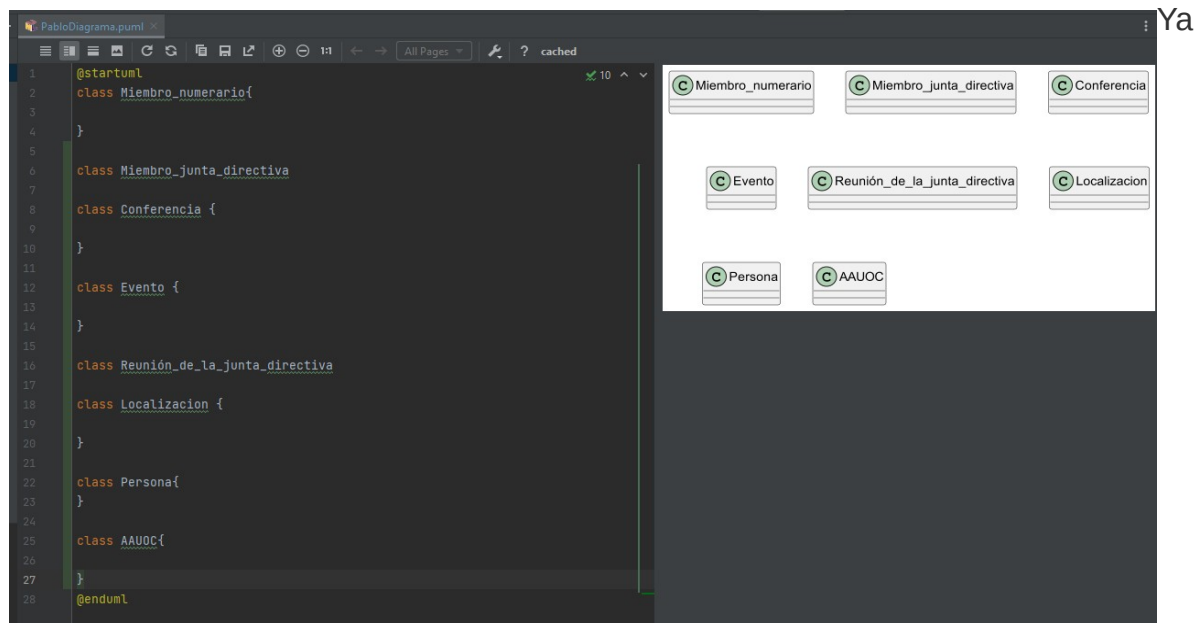 PabloDiagrama.puml
Ya
1:1 All Pages ? cached
1 @startuml
10
2 class Miembro_numerario{
3
4 }
5
6 class Miembro_junta_directiva
7
8 class Conferencia {
9
10 }
11
12 class Evento {
13
14 }
15
16 class Reunión_de_la_junta_directiva
17
18 class Localizacion {
19
20 }
21
22 class Persona{
23 }
24
25 class AAUOC{
26
27 }
28 @enduml
C Miembro_numerario
C Miembro_junta_directiva
C Conferencia
C Evento
C Reunión_de_la_junta_directiva
C Localizacion
C Persona
C AAUOC